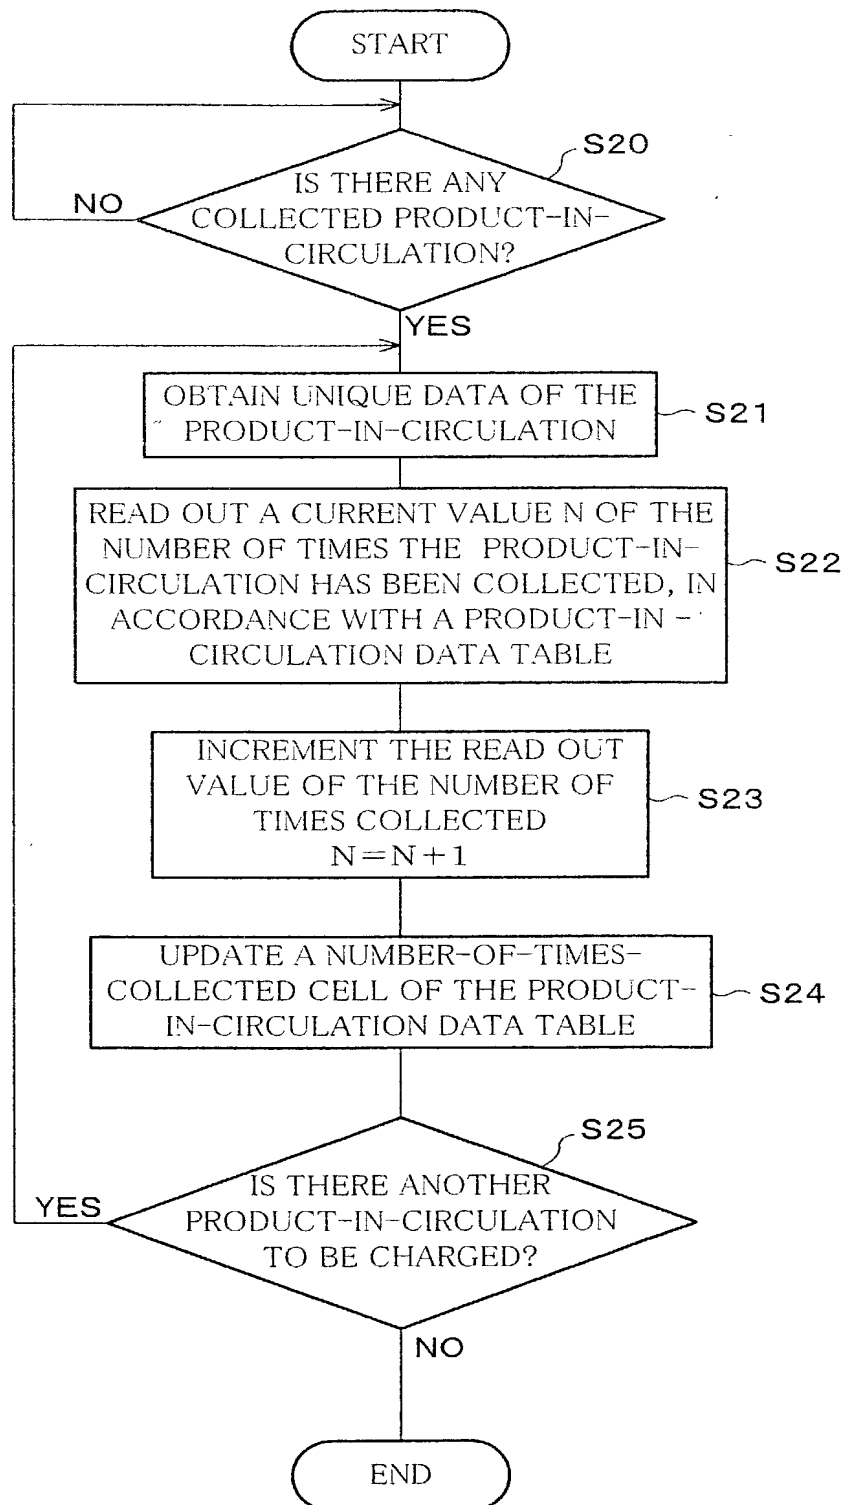 START
S20
IS THERE ANY
NO
COLLECTED PRODUCT-IN-
CIRCULATION?
YES
OBTAIN UNIQUE DATA OF THE
PRODUCT-IN-CIRCULATION
S21
READ OUT A CURRENT VALUE N OF THE
NUMBER OF TIMES THE PRODUCT-IN-
CIRCULATION HAS BEEN COLLECTED, IN
ACCORDANCE WITH A PRODUCT-IN-
CIRCULATION DATA TABLE
S22
INCREMENT THE READ OUT
VALUE OF THE NUMBER OF
TIMES COLLECTED
N=N+1
S23
UPDATE A NUMBER-OF-TIMES-
COLLECTED CELL OF THE PRODUCT-
IN-CIRCULATION DATA TABLE
S24
S25
IS THERE ANOTHER
YES
PRODUCT-IN-CIRCULATION
TO BE CHARGED?
NO
END